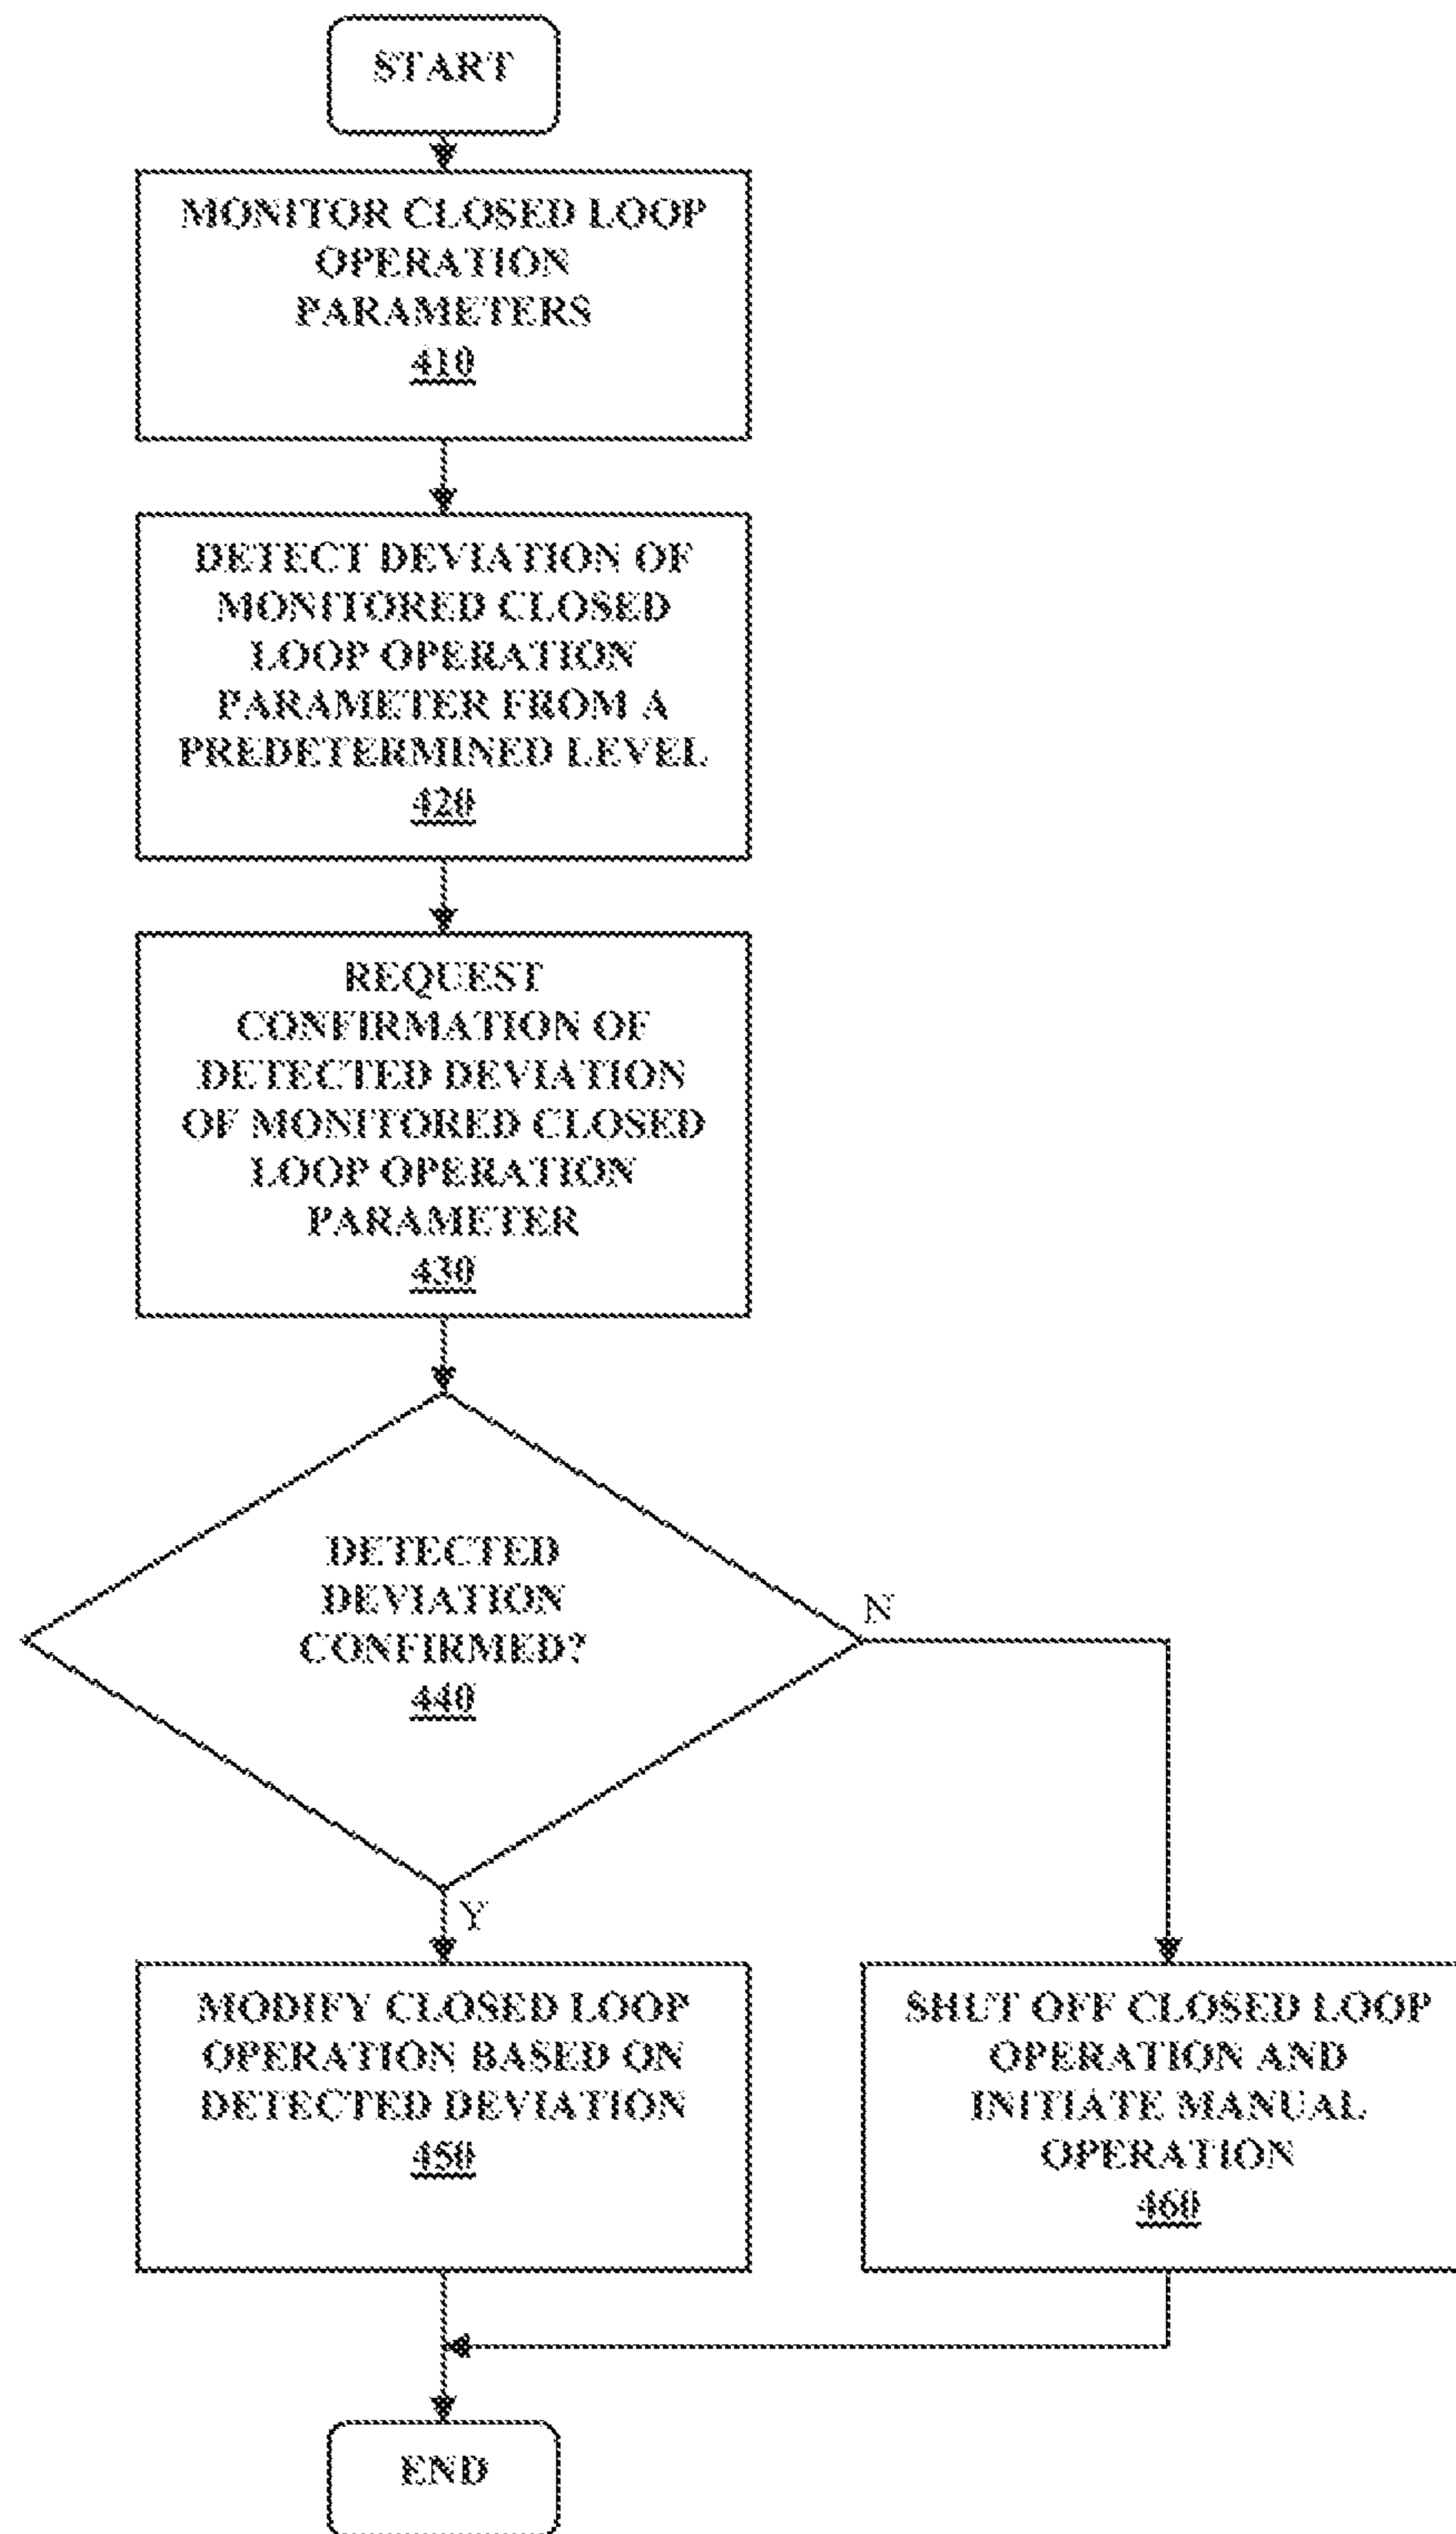 START
MONITOR CLOSED LOOP
OPERATION
PARAMETERS
410
DETECT DEVIATION OF
MONITORED CLOSED
LOOP OPERATION
PARAMETER FROM A
PREDETERMINED LEVEL
420
REQUEST
CONFIRMATION OF
DETECTED DEVIATION
OF MONITORED CLOSED
LOOP OPERATION
PARAMETER
430
DETECTED
DEVIATION
CONFIRMED?
440
N
Y
MODIFY CLOSED LOOP
OPERATION BASED ON
DETECTED DEVIATION
450
SHUT OFF CLOSED LOOP
OPERATION AND
INITIATE MANUAL
OPERATION
460
END